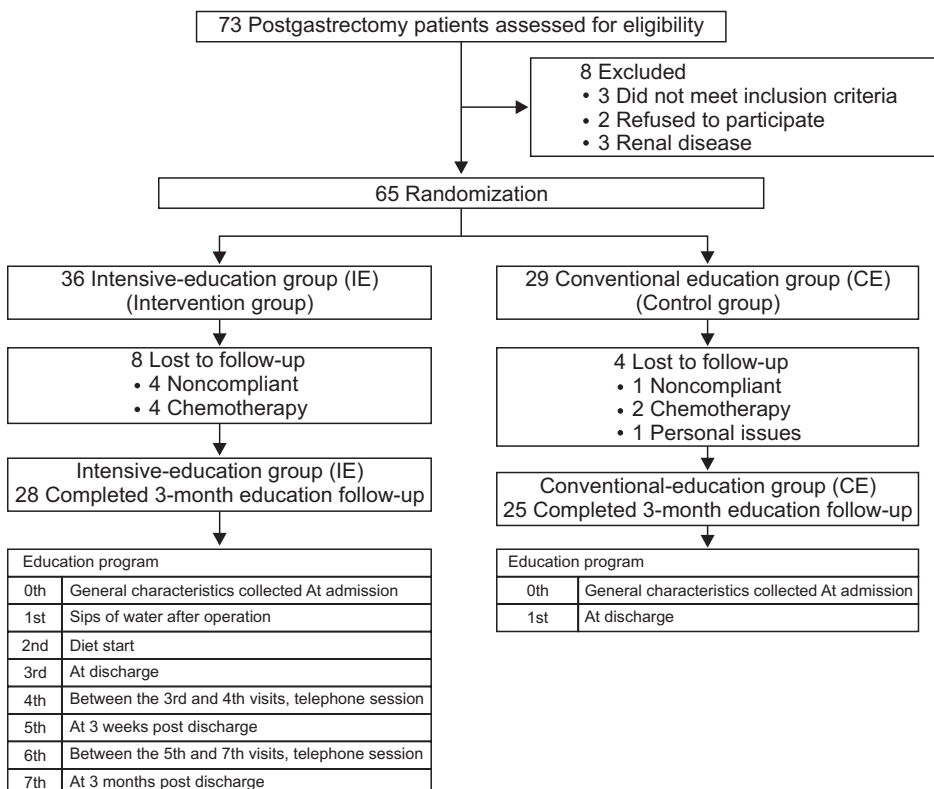 73 Postgastrectomy patients assessed for eligibility
8 Excluded
• 3 Did not meet inclusion criteria
• 2 Refused to participate
• 3 Renal disease
65 Randomization
36 Intensive-education group (IE)
(Intervention group)
29 Conventional education group (CE)
(Control group)
8 Lost to follow-up
• 4 Noncompliant
• 4 Chemotherapy
4 Lost to follow-up
• 1 Noncompliant
• 2 Chemotherapy
• 1 Personal issues
Intensive-education group (IE)
28 Completed 3-month education follow-up
Conventional-education group (CE)
25 Completed 3-month education follow-up
Education program
0th General characteristics collected At admission
1st Sips of water after operation
2nd Diet start
3rd At discharge
4th Between the 3rd and 4th visits, telephone session
5th At 3 weeks post discharge
6th Between the 5th and 7th visits, telephone session
7th At 3 months post discharge
Education program
0th General characteristics collected At admission
1st At discharge